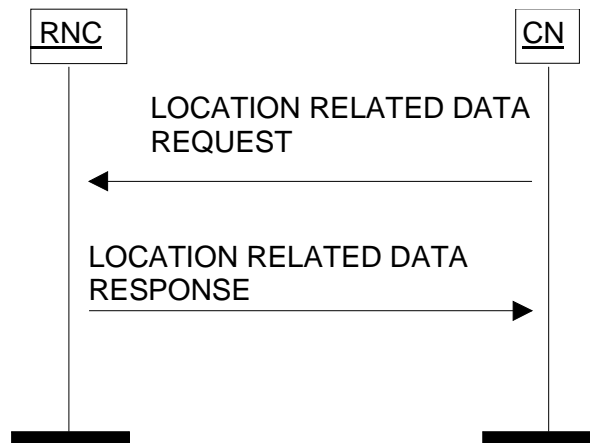 RNC
CN
LOCATION RELATED DATA
REQUEST
LOCATION RELATED DATA
RESPONSE